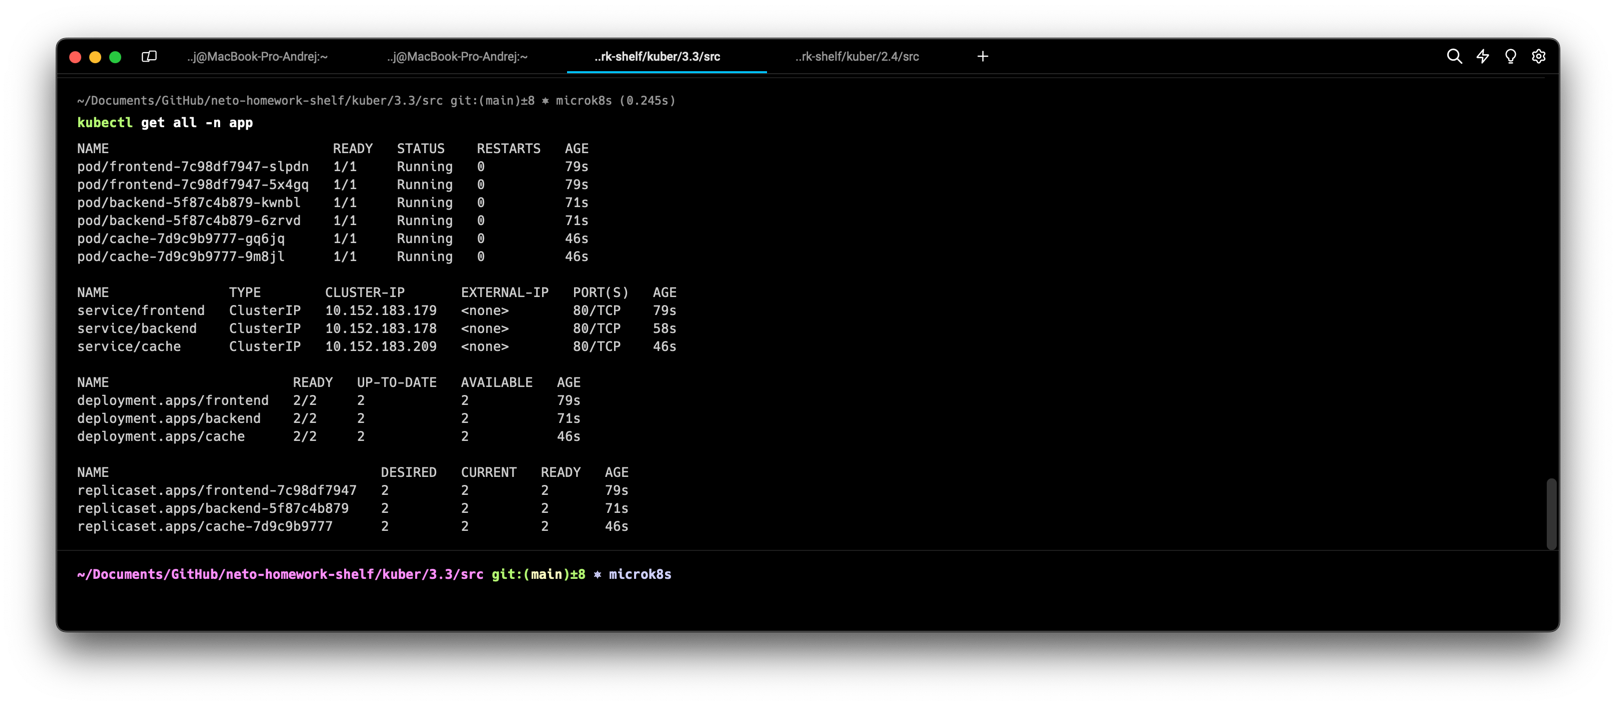 ..j@MacBook-Pro-Andrej:~ ..j@MacBook-Pro-Andrej:~ ..rk-shelf/kuber/3.3/src ..rk-shelf/kuber/2.4/src +
~/Documents/GitHub/neto-homework-shelf/kuber/3.3/src git:(main)±8 ⎈ microk8s (0.245s)
kubectl get all -n app
NAME READY STATUS RESTARTS AGE
pod/frontend-7c98df7947-slpdn 1/1 Running 0 79s
pod/frontend-7c98df7947-5x4gq 1/1 Running 0 79s
pod/backend-5f87c4b879-kwnbl 1/1 Running 0 71s
pod/backend-5f87c4b879-6zrvd 1/1 Running 0 71s
pod/cache-7d9c9b9777-gq6jq 1/1 Running 0 46s
pod/cache-7d9c9b9777-9m8jl 1/1 Running 0 46s
NAME TYPE CLUSTER-IP EXTERNAL-IP PORT(S) AGE
service/frontend ClusterIP 10.152.183.179 <none> 80/TCP 79s
service/backend ClusterIP 10.152.183.178 <none> 80/TCP 58s
service/cache ClusterIP 10.152.183.209 <none> 80/TCP 46s
NAME READY UP-TO-DATE AVAILABLE AGE
deployment.apps/frontend 2/2 2 2 79s
deployment.apps/backend 2/2 2 2 71s
deployment.apps/cache 2/2 2 2 46s
NAME DESIRED CURRENT READY AGE
replicaset.apps/frontend-7c98df7947 2 2 2 79s
replicaset.apps/backend-5f87c4b879 2 2 2 71s
replicaset.apps/cache-7d9c9b9777 2 2 2 46s
~/Documents/GitHub/neto-homework-shelf/kuber/3.3/src git:(main)±8 ⎈ microk8s